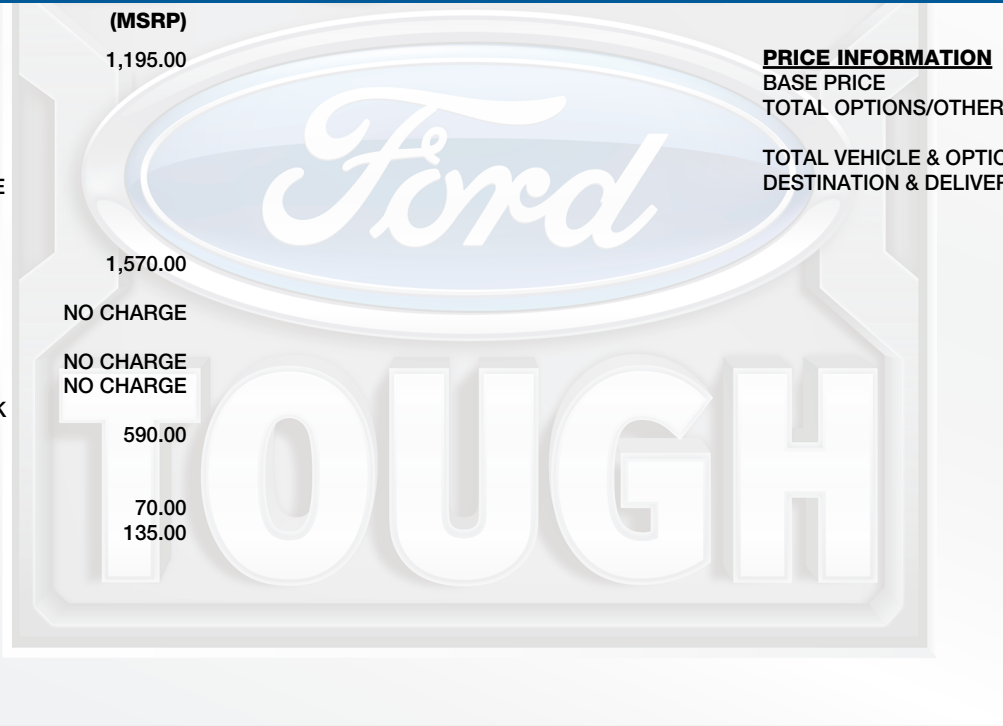 (MSRP)
1,195.00
E
1,570.00
NO CHARGE
NO CHARGE
NO CHARGE
K
590.00
70.00
135.00
PRICE INFORMATION
BASE PRICE
TOTAL OPTIONS/OTHER
TOTAL VEHICLE & OPTIO
DESTINATION & DELIVER
Ford
TOUGH